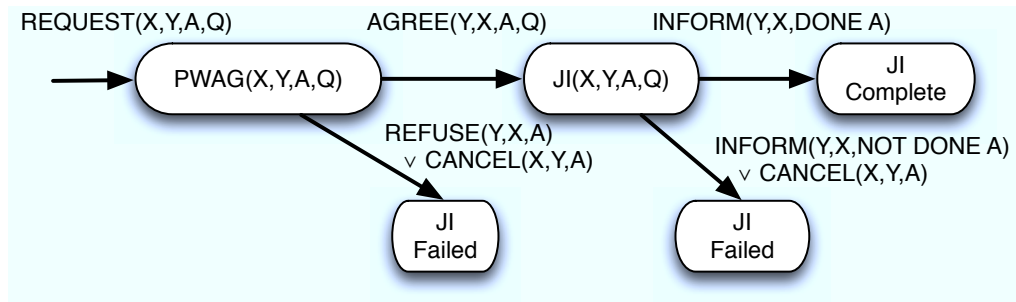 REQUEST(X,Y,A,Q)
AGREE(Y,X,A,Q)
INFORM(Y,X,DONE A)
PWAG(X,Y,A,Q)
JI(X,Y,A,Q)
JI
Complete
REFUSE(Y,X,A)
∨ CANCEL(X,Y,A)
INFORM(Y,X,NOT DONE A)
∨ CANCEL(X,Y,A)
JI
Failed
JI
Failed